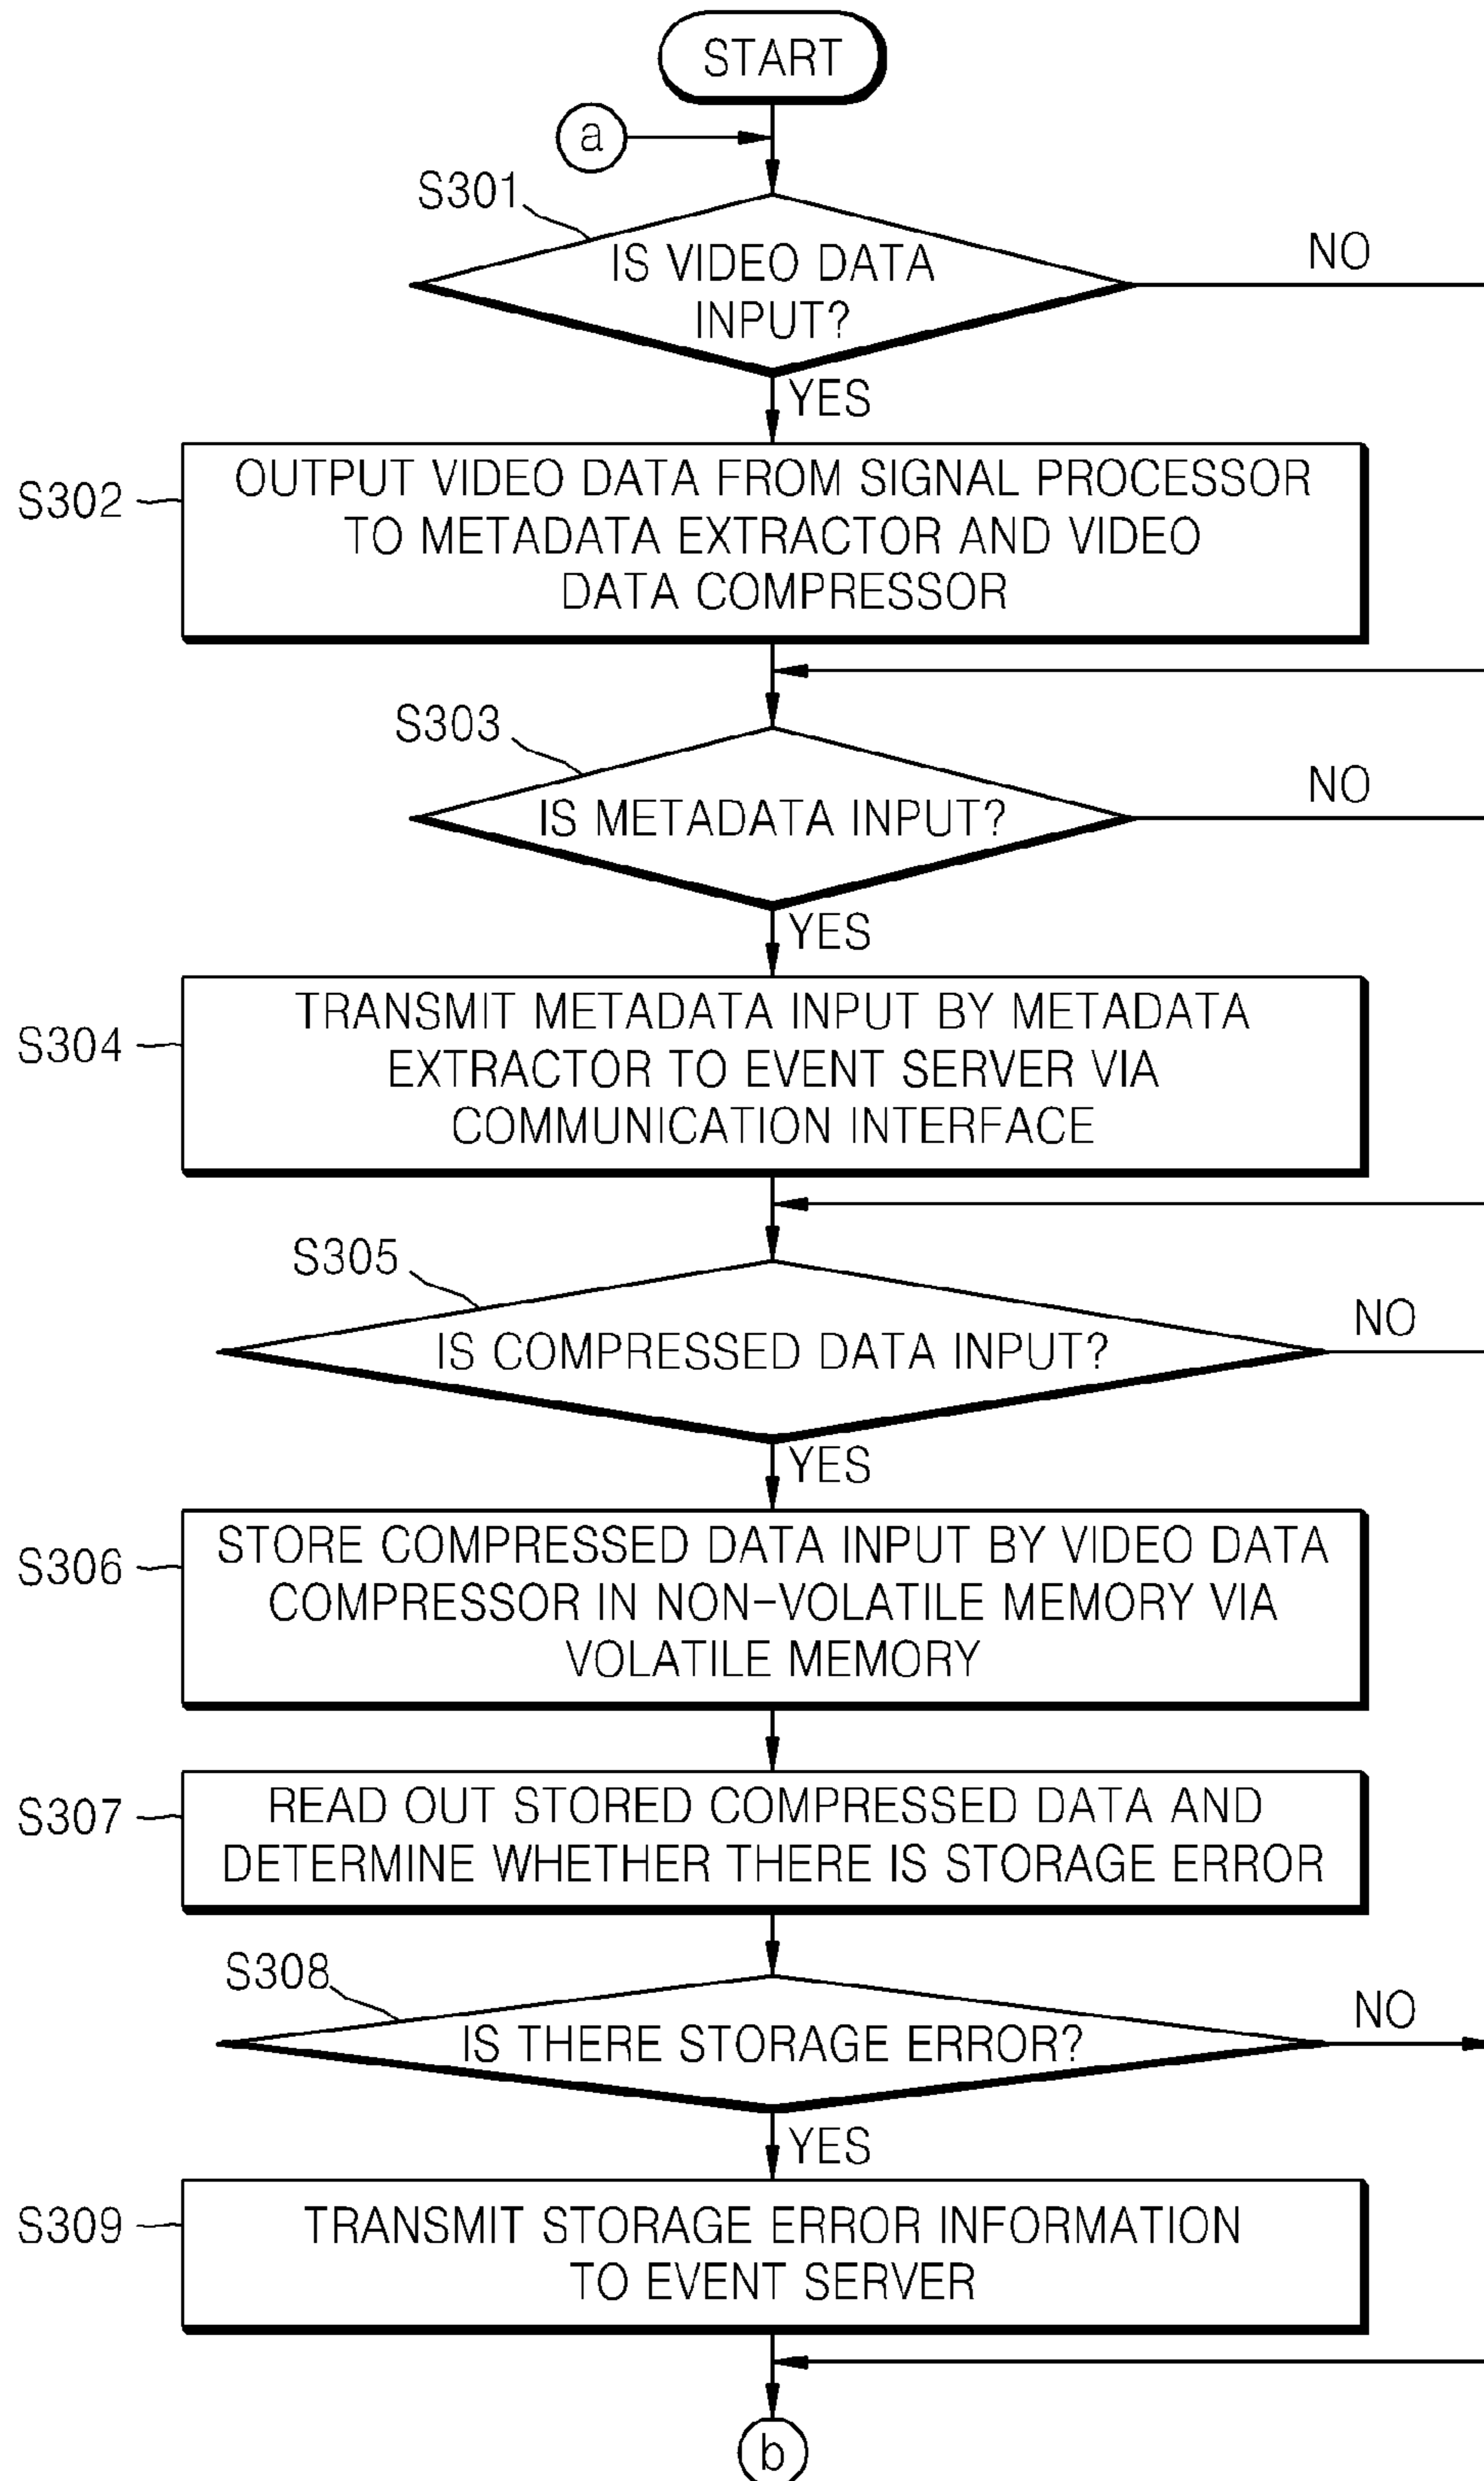 START
a
S301
IS VIDEO DATA
INPUT?
NO
YES
S302
OUTPUT VIDEO DATA FROM SIGNAL PROCESSOR
TO METADATA EXTRACTOR AND VIDEO
DATA COMPRESSOR
S303
IS METADATA INPUT?
NO
YES
S304
TRANSMIT METADATA INPUT BY METADATA
EXTRACTOR TO EVENT SERVER VIA
COMMUNICATION INTERFACE
S305
IS COMPRESSED DATA INPUT?
NO
YES
S306
STORE COMPRESSED DATA INPUT BY VIDEO DATA
COMPRESSOR IN NON-VOLATILE MEMORY VIA
VOLATILE MEMORY
S307
READ OUT STORED COMPRESSED DATA AND
DETERMINE WHETHER THERE IS STORAGE ERROR
S308
IS THERE STORAGE ERROR?
NO
YES
S309
TRANSMIT STORAGE ERROR INFORMATION
TO EVENT SERVER
b